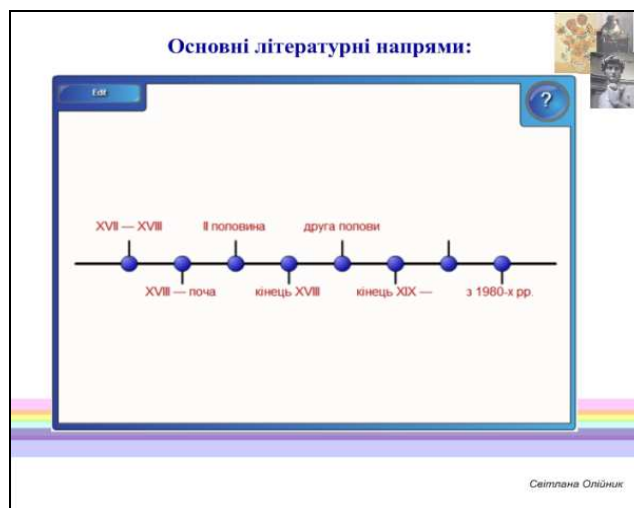 Основні літературні напрями:
Edit
?
XVII — XVIII
II половина
друга полови
XVIII — поча
кінець XVIII
кінець XIX —
з 1980-х рр.
Світлана Олійник